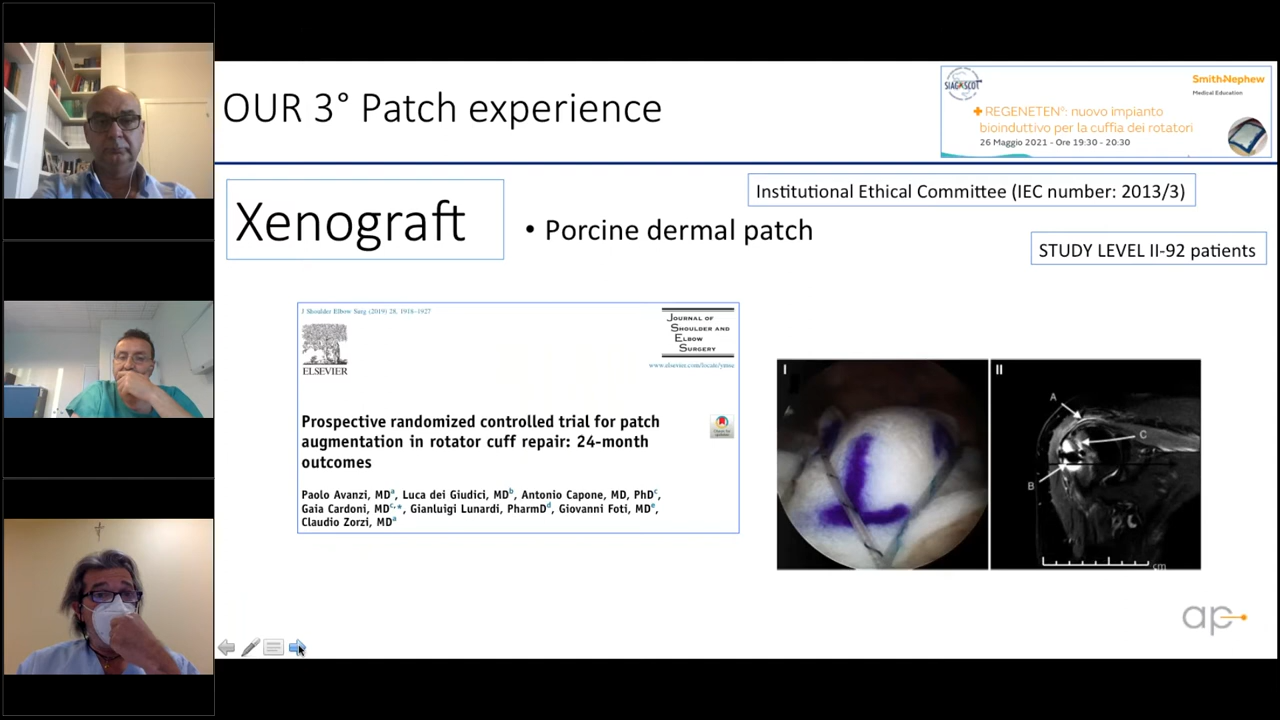 OUR 3° Patch experience
SIAGASCOT
Smith+Nephew
Medical Education
REGENETEN®: nuovo impianto
bioinduttivo per la cuffia dei rotatori
26 Maggio 2021 - Ore 19:30 - 20:30
Institutional Ethical Committee (IEC number: 2013/3)
Xenograft
• Porcine dermal patch
STUDY LEVEL II-92 patients
J Shoulder Elbow Surg (2019) 28, 1918–1927
JOURNAL OF
SHOULDER AND
ELBOW
SURGERY
ELSEVIER
www.elsevier.com/locate/ymse
Prospective randomized controlled trial for patch
augmentation in rotator cuff repair: 24-month
outcomes
Paolo Avanzi, MDa, Luca dei Giudici, MDb, Antonio Capone, MD, PhDc,
Gaia Cardoni, MDc,*, Gianluigi Lunardi, PharmDd, Giovanni Foti, MDe,
Claudio Zorzi, MDa
I
II
A
C
B
cm
ap